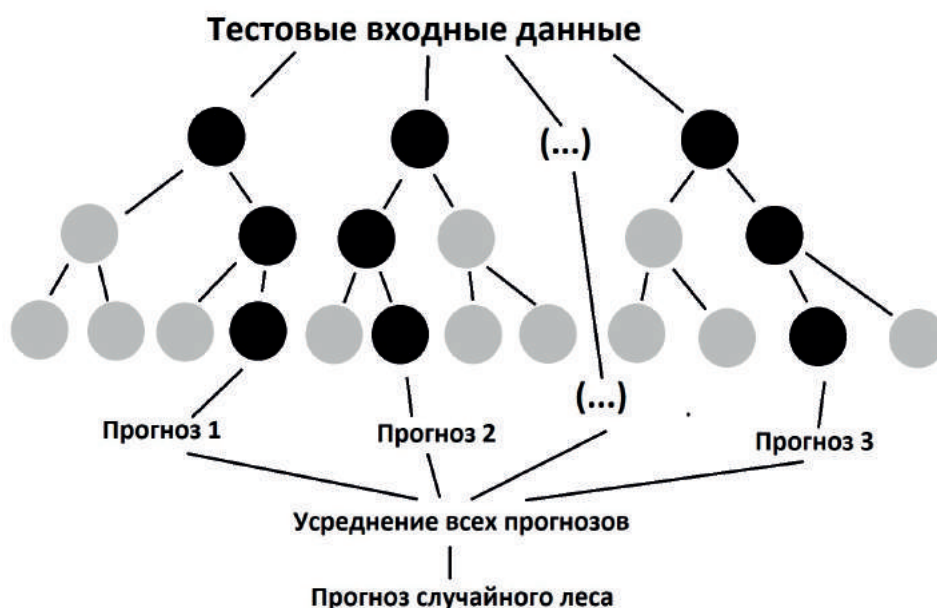 Тестовые входные данные
(...)
(...)
Прогноз 1
Прогноз 2
Прогноз 3
Усреднение всех прогнозов
Прогноз случайного леса